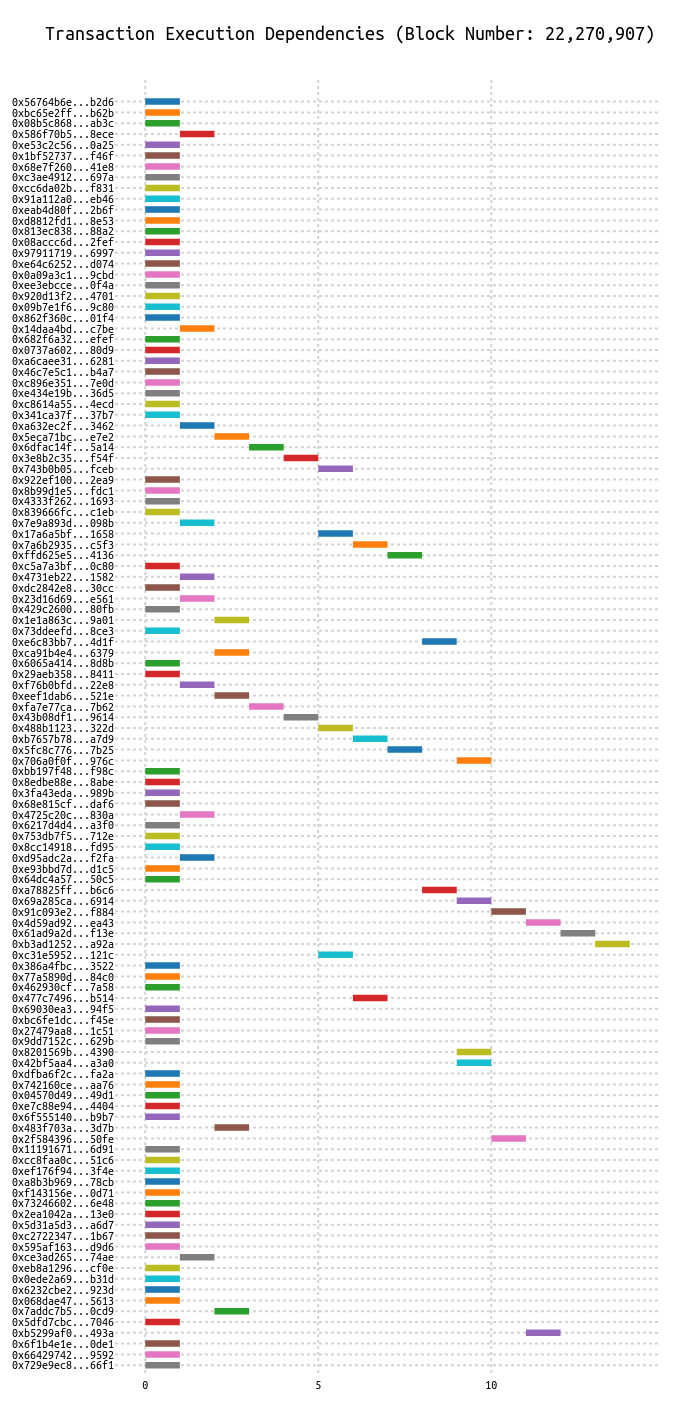 Transaction Execution Dependencies (Block Number: 22,270,907)
0x56764b6e...b2d6
0xbc65e2ff...b62b
0x08b5c868...ab3c
0x586f70b5...8ece
0xe53c2c56...0a25
0x1bf52737...f46f
0x68e7f260...41e8
0xc3ae4912...697a
0xcc6da02b...f831
0x91a112a0...eb46
0xeab4d80f...2b6f
0xd8812fd1...8e53
0x813ec838...88a2
0x08accc6d...2fef
0x97911719...6997
0xe64c6252...d074
0x0a09a3c1...9cbd
0xee3ebcce...0f4a
0x920d13f2...4701
0x09b7e1f6...9c80
0x862f360c...01f4
0x14daa4bd...c7be
0x682f6a32...efef
0x0737a602...80d9
0xa6caee31...6281
0x46c7e5c1...b4a7
0xc896e351...7e0d
0xe434e19b...36d5
0xc8614a55...4ecd
0x341ca37f...37b7
0xa632ec2f...3462
0x5eca71bc...e7e2
0x6dfac14f...5a14
0x3e8b2c35...f54f
0x743b0b05...fceb
0x922ef100...2ea9
0x8b99d1e5...fdc1
0x4333f262...1693
0x839666fc...c1eb
0x7e9a893d...098b
0x17a6a5bf...1658
0x7a6b2935...c5f3
0xffd625e5...4136
0xc5a7a3bf...0c80
0x4731eb22...1582
0xdc2842e8...30cc
0x23d16d69...e561
0x429c2600...80fb
0x1e1a863c...9a01
0x73ddeefd...8ce3
0xe6c83bb7...4d1f
0xca91b4e4...6379
0x6065a414...8d8b
0x29aeb358...8411
0xf76b0bfd...22e8
0xeef1dab6...521e
0xfa7e77ca...7b62
0x43b08df1...9614
0x488b1123...322d
0xb7657b78...a7d9
0x5fc8c776...7b25
0x706a0f0f...976c
0xbb197f48...f98c
0x8edbe88e...8abe
0x3fa43eda...989b
0x68e815cf...daf6
0x4725c20c...830a
0x6217d4d4...a3f0
0x753db7f5...712e
0x8cc14918...fd95
0xd95adc2a...f2fa
0xe93bbd7d...d1c5
0x64dc4a57...50c5
0xa78825ff...b6c6
0x69a285ca...6914
0x91c093e2...f884
0x4d59ad92...ea43
0x61ad9a2d...f13e
0xb3ad1252...a92a
0xc31e5952...121c
0x386a4fbc...3522
0x77a5890d...84c0
0x462930cf...7a58
0x477c7496...b514
0x69030ea3...94f5
0xbc6fe1dc...f45e
0x27479aa8...1c51
0x9dd7152c...629b
0x8201569b...4390
0x42bf5aa4...a3a0
0xdfba6f2c...fa2a
0x742160ce...aa76
0x04570d49...49d1
0xe7c88e94...4404
0x6f555140...b9b7
0x483f703a...3d7b
0x2f584396...50fe
0x11191671...6d91
0xcc8faa0c...51c6
0xef176f94...3f4e
0xa8b3b969...78cb
0xf143156e...0d71
0x73246602...6e48
0x2ea1042a...13e0
0x5d31a5d3...a6d7
0xc2722347...1b67
0x595af163...d9d6
0xce3ad265...74ae
0xeb8a1296...cf0e
0x0ede2a69...b31d
0x6232cbe2...923d
0x068dae47...5613
0x7addc7b5...0cd9
0x5dfd7cbc...7046
0xb5299af0...493a
0x6f1b4e1e...0de1
0x66429742...9592
0x729e9ec8...66f1
0 5 10